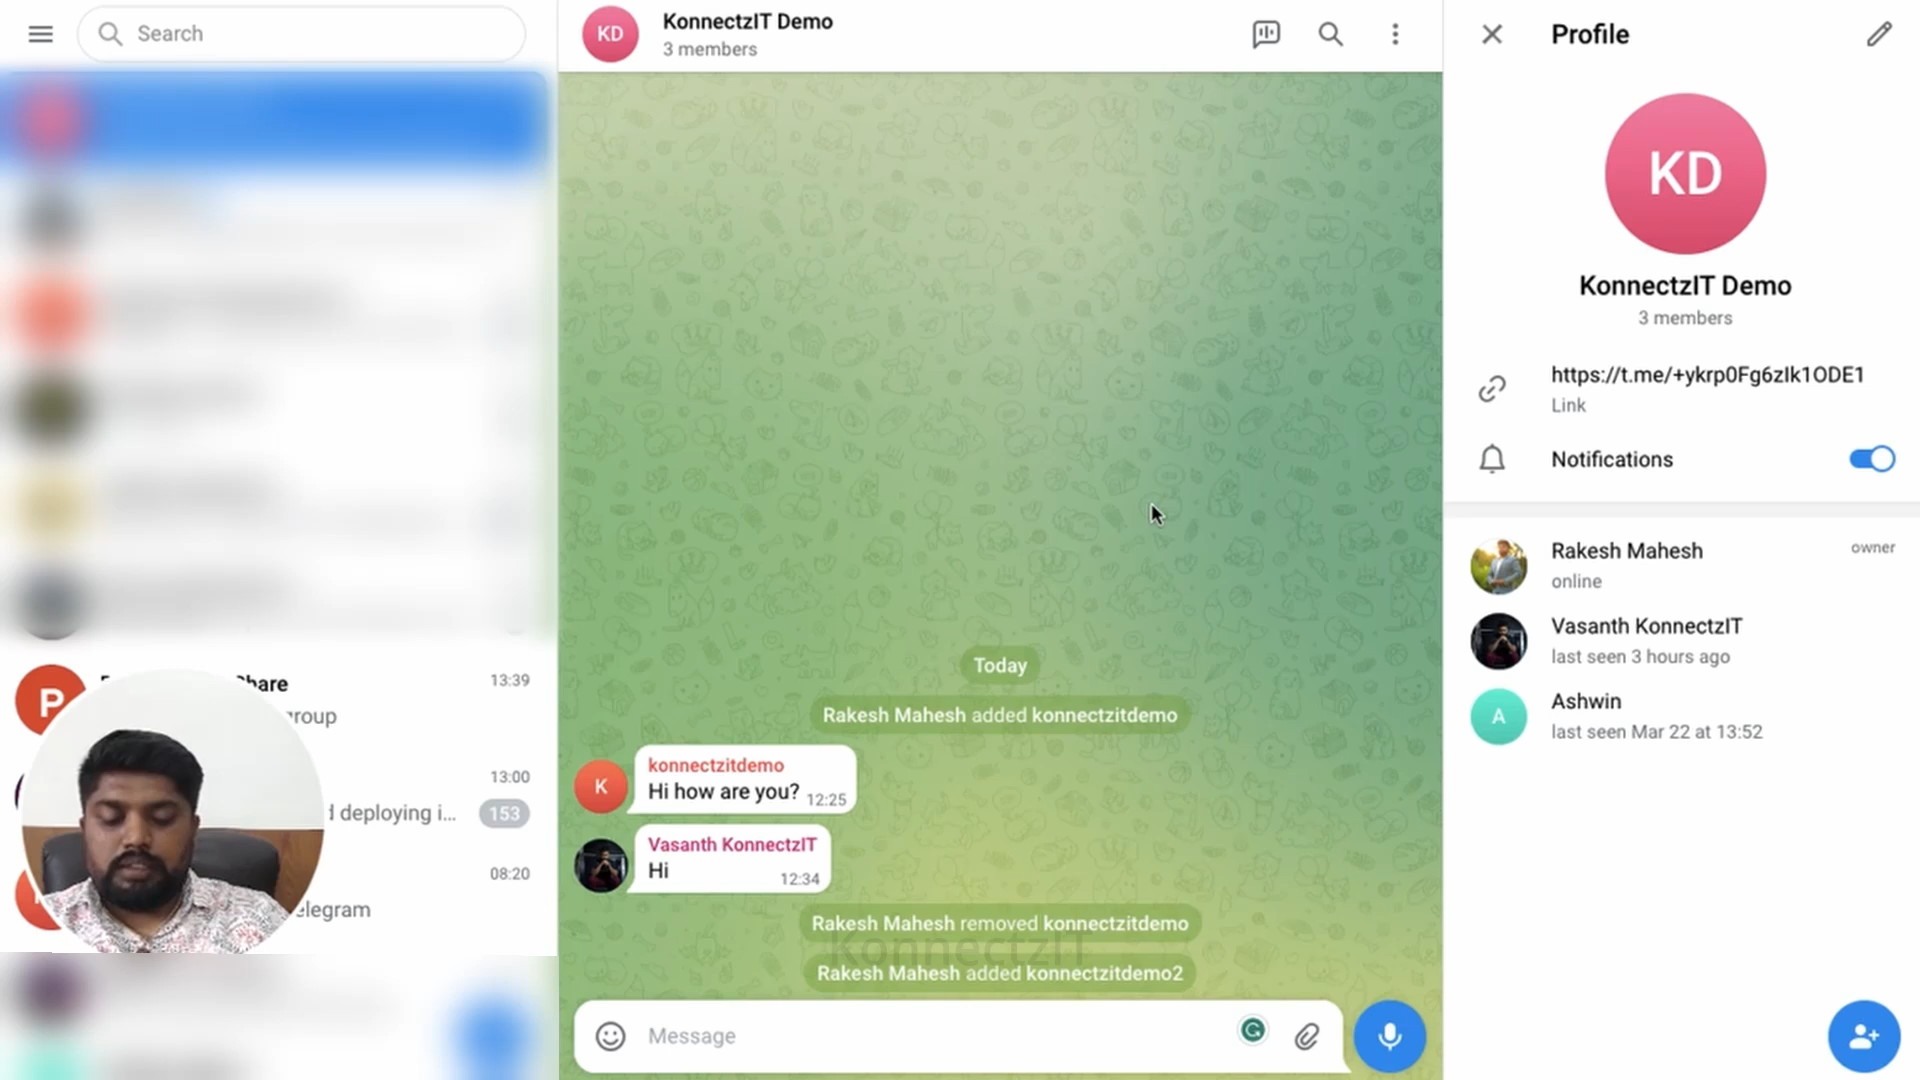 Search
Share
13:39
group
13:00
d deploying i...
153
08:20
elegram
KD
KonnectzIT Demo
3 members
Today
Rakesh Mahesh added konnectzitdemo
K
konnectzitdemo
Hi how are you? 12:25
Vasanth KonnectzIT
Hi
12:34
Rakesh Mahesh removed konnectzitdemo
KonnectzIT
Rakesh Mahesh added konnectzitdemo2
Message
Profile
KD
KonnectzIT Demo
3 members
https://t.me/+ykrp0Fg6zIk1ODE1
Link
Notifications
Rakesh Mahesh
owner
online
Vasanth KonnectzIT
last seen 3 hours ago
A
Ashwin
last seen Mar 22 at 13:52